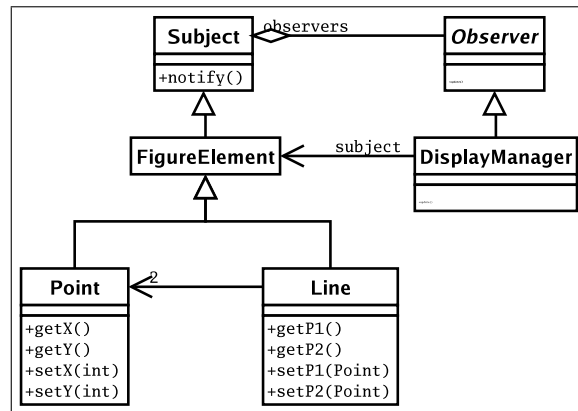 Subject
observers
Observer
+notify()
FigureElement
subject
DisplayManager
Point
2
Line
+getX()
+getY()
+setX(int)
+setY(int)
+getP1()
+getP2()
+setP1(Point)
+setP2(Point)